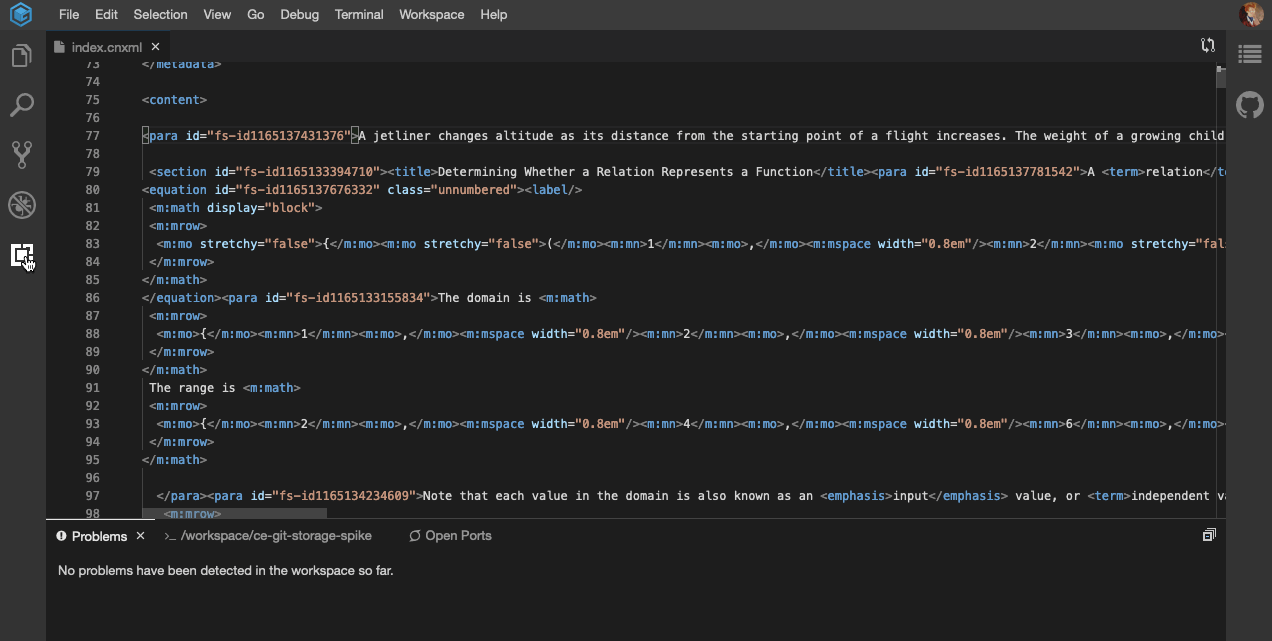 File Edit Selection View Go Debug Terminal Workspace Help
index.cnxml
73 </metadata>
74
75 <content>
76
77 <para id="fs-id1165137431376">A jetliner changes altitude as its distance from the starting point of a flight increases. The weight of a growing child
78
79 <section id="fs-id1165133394710"><title>Determining Whether a Relation Represents a Function</title><para id="fs-id1165137781542">A <term>relation</te
80 <equation id="fs-id1165137676332" class="unnumbered"><label/>
81 <m:math display="block">
82 <m:mrow>
83 <m:mo stretchy="false">{</m:mo><m:mo stretchy="false">(</m:mo><m:mn>1</m:mn><m:mo>,</m:mo><m:mspace width="0.8em"/><m:mn>2</m:mn><m:mo stretchy="fal
84 </m:mrow>
85 </m:math>
86 </equation><para id="fs-id1165133155834">The domain is <m:math>
87 <m:mrow>
88 <m:mo>{</m:mo><m:mn>1</m:mn><m:mo>,</m:mo><m:mspace width="0.8em"/><m:mn>2</m:mn><m:mo>,</m:mo><m:mspace width="0.8em"/><m:mn>3</m:mn><m:mo>,</m:mo>
89 </m:mrow>
90 </m:math>
91 The range is <m:math>
92 <m:mrow>
93 <m:mo>{</m:mo><m:mn>2</m:mn><m:mo>,</m:mo><m:mspace width="0.8em"/><m:mn>4</m:mn><m:mo>,</m:mo><m:mspace width="0.8em"/><m:mn>6</m:mn><m:mo>,</m:mo>
94 </m:mrow>
95 </m:math>
96
97 </para><para id="fs-id1165134234609">Note that each value in the domain is also known as an <emphasis>input</emphasis> value, or <term>independent va
98 <m:mrow>
Problems >_ /workspace/ce-git-storage-spike Open Ports
No problems have been detected in the workspace so far.